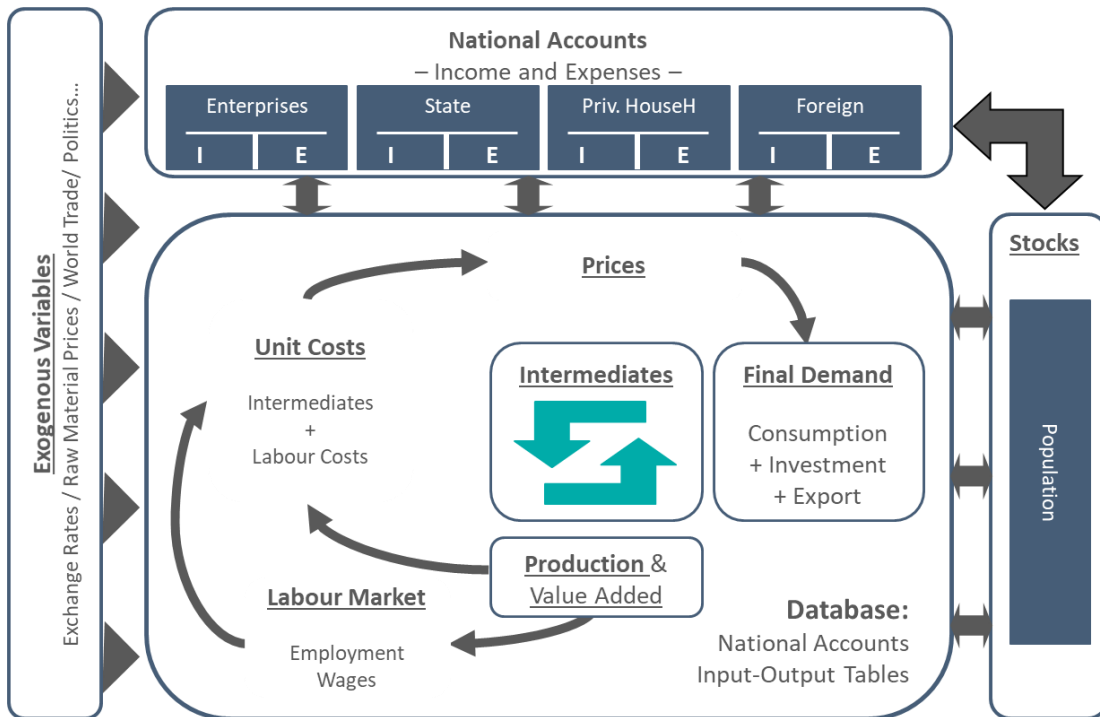 Exogenous Variables
Exchange Rates / Raw Material Prices / World Trade/ Politics...
National Accounts
– Income and Expenses –
Enterprises
I E
State
I E
Priv. HouseH
I E
Foreign
I E
Prices
Unit Costs
Intermediates
+
Labour Costs
Intermediates
Final Demand
Consumption
+ Investment
+ Export
Production &
Value Added
Labour Market
Employment
Wages
Database:
National Accounts
Input-Output Tables
Stocks
Population